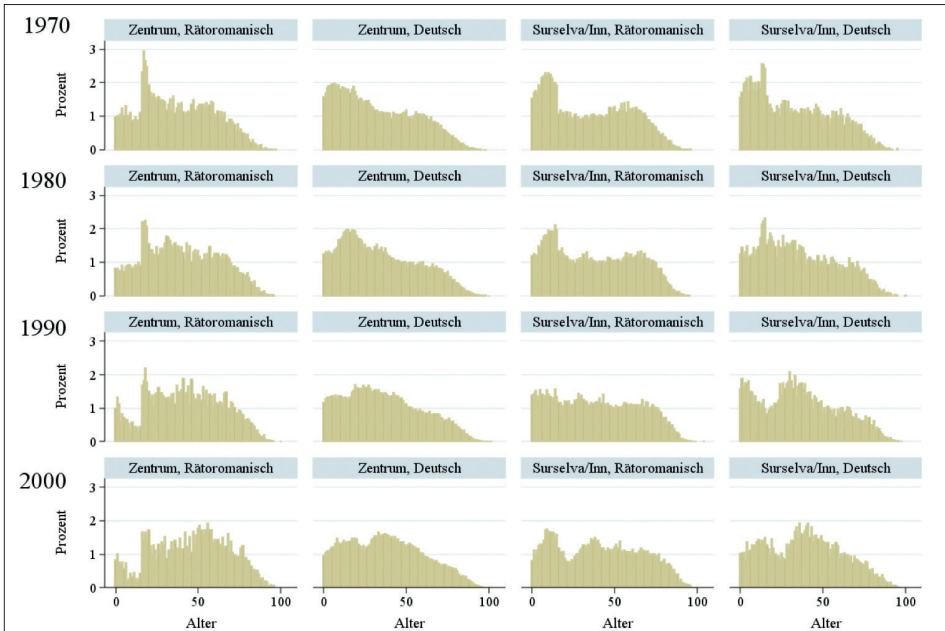 1970
Zentrum, Rätoromanisch Zentrum, Deutsch Surselva/Inn, Rätoromanisch Surselva/Inn, Deutsch
Prozent
3
2
1
0
1980
Zentrum, Rätoromanisch Zentrum, Deutsch Surselva/Inn, Rätoromanisch Surselva/Inn, Deutsch
Prozent
3
2
1
0
1990
Zentrum, Rätoromanisch Zentrum, Deutsch Surselva/Inn, Rätoromanisch Surselva/Inn, Deutsch
Prozent
3
2
1
0
2000
Zentrum, Rätoromanisch Zentrum, Deutsch Surselva/Inn, Rätoromanisch Surselva/Inn, Deutsch
Prozent
3
2
1
0
0 50 100 0 50 100 0 50 100 0 50 100
Alter Alter Alter Alter